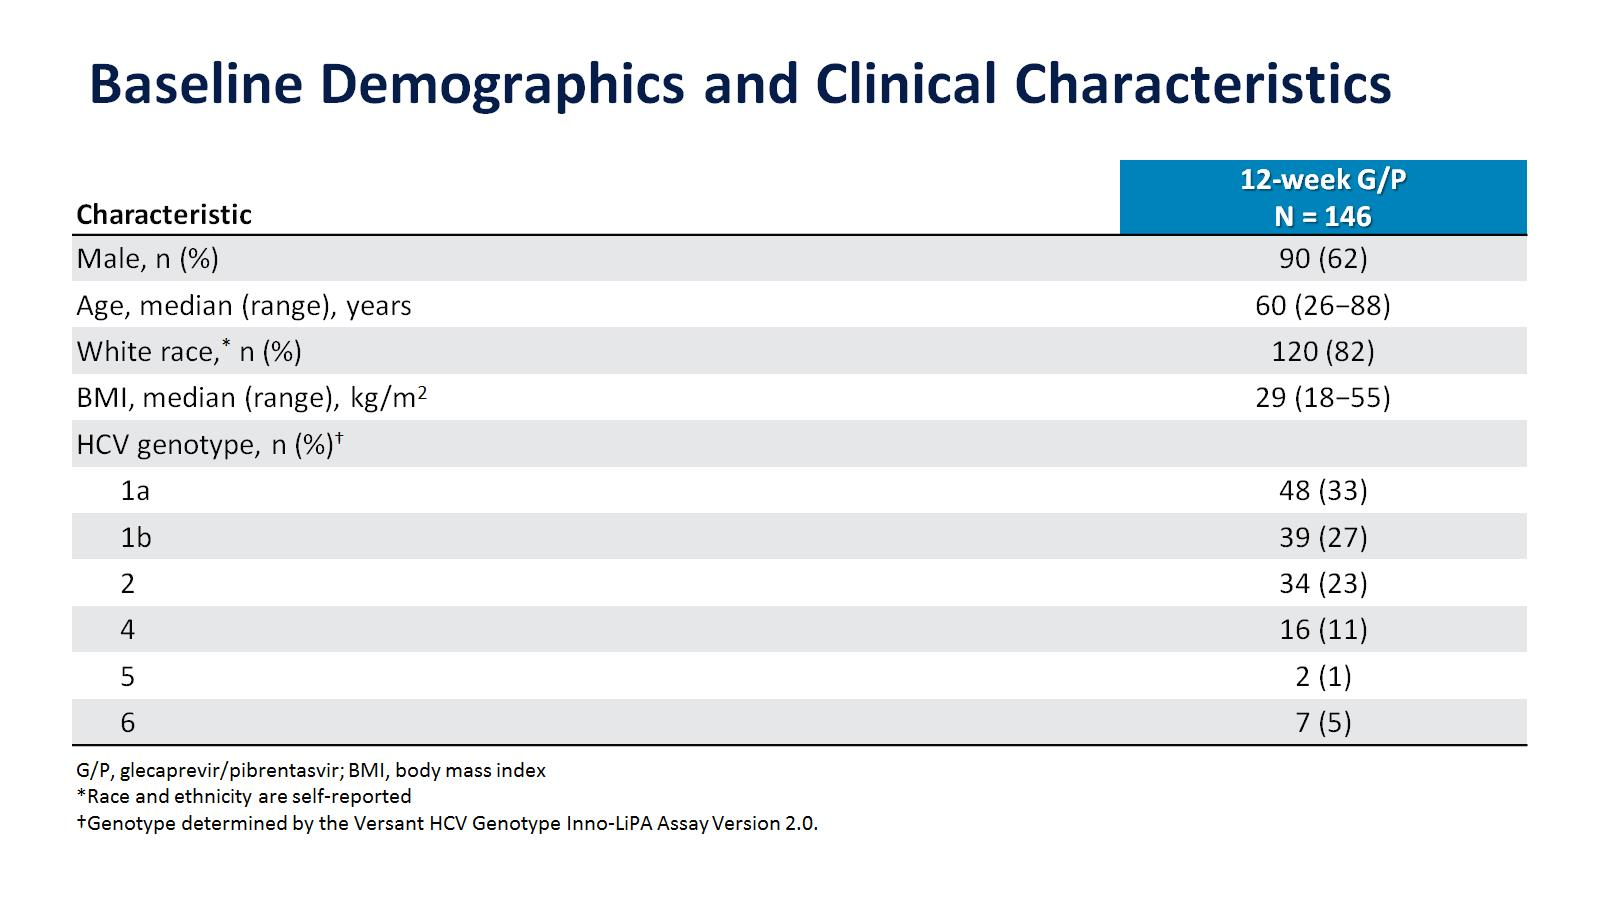 Baseline Demographics and Clinical Characteristics
12-week G/P
Characteristic N = 146
Male, n (%) 90 (62)
Age, median (range), years 60 (26–88)
White race,* n (%) 120 (82)
BMI, median (range), kg/m² 29 (18–55)
HCV genotype, n (%)†
1a 48 (33)
1b 39 (27)
2 34 (23)
4 16 (11)
5 2 (1)
6 7 (5)
G/P, glecaprevir/pibrentasvir; BMI, body mass index
*Race and ethnicity are self-reported
†Genotype determined by the Versant HCV Genotype Inno-LiPA Assay Version 2.0.